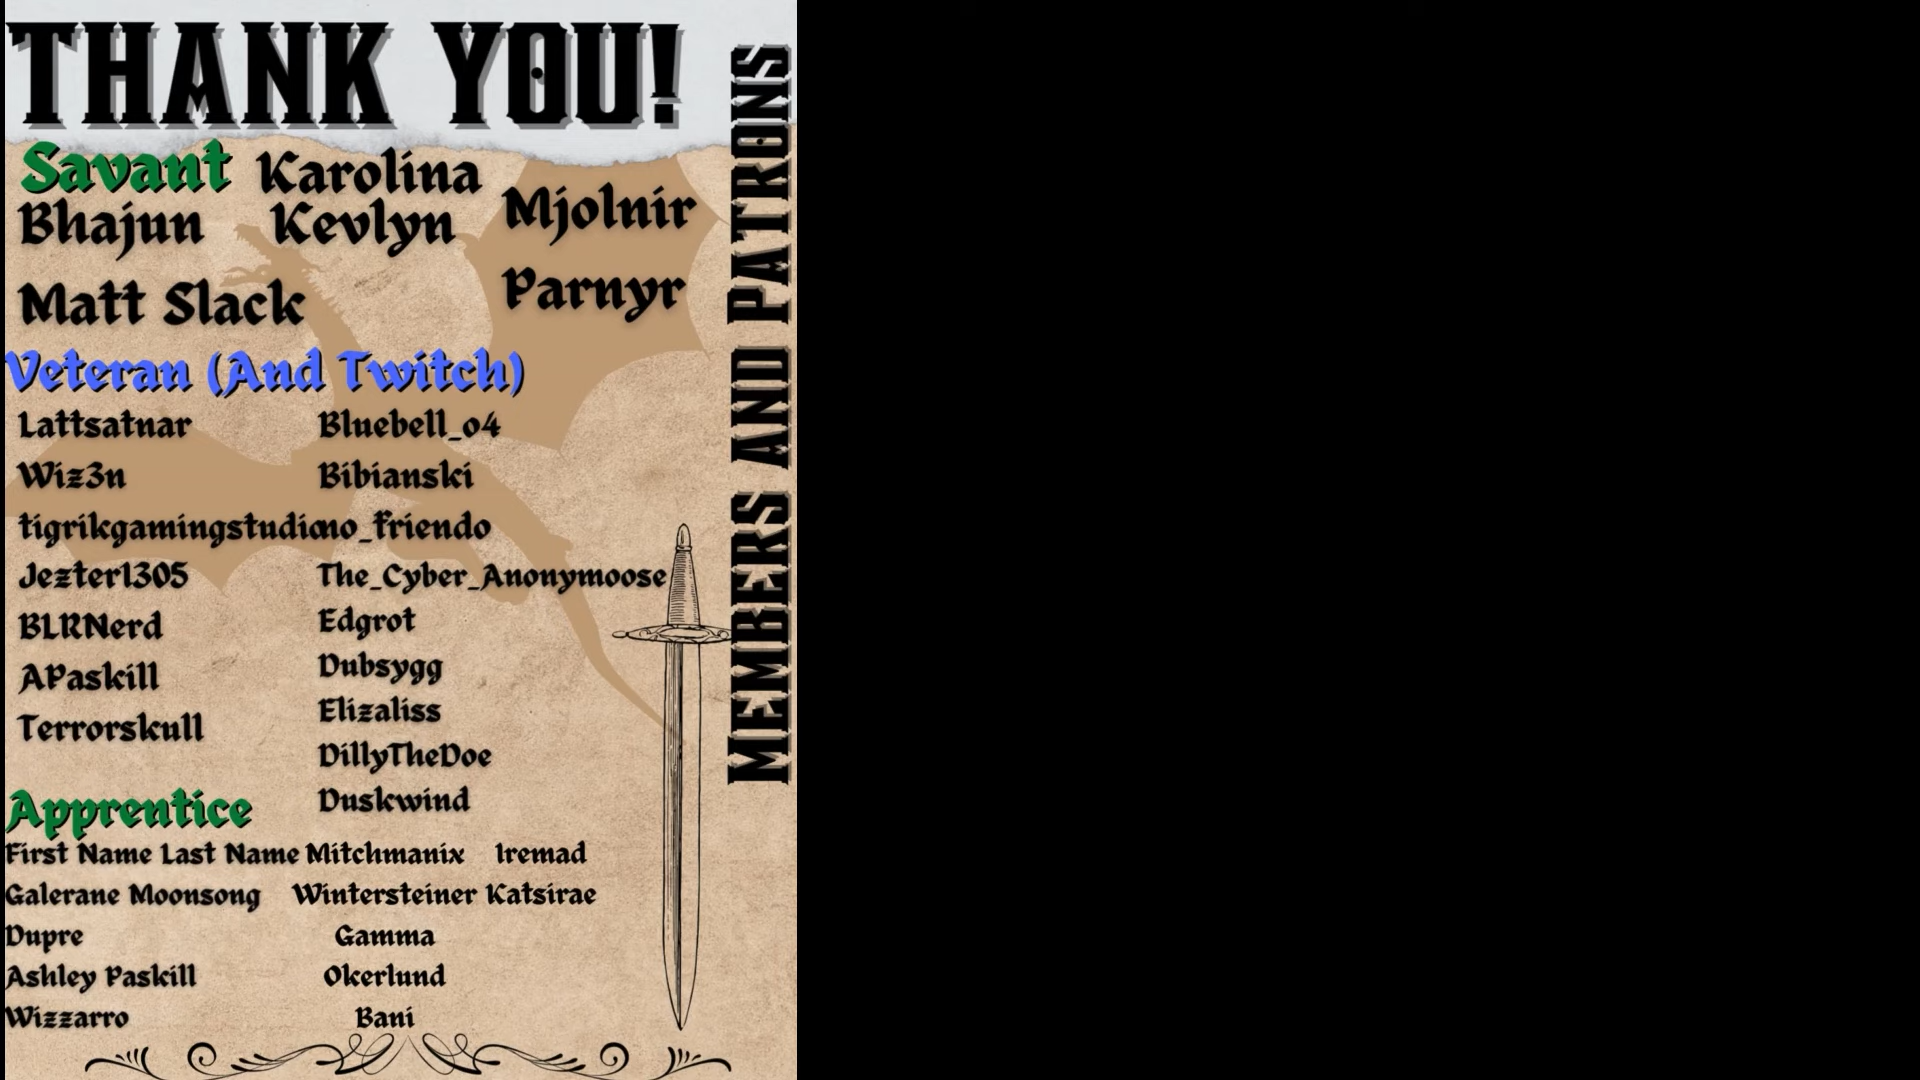 THANK YOU!
Savant
Karolina
Bhajun
Kevlyn
Mjolnir
Matt Slack
Parnyr
Veteran (And Twitch)
Lattsatnar
Wiz3n
tigrikgamingstudio
Jezter1305
BLRNerd
APaskill
Terrorskull
Bluebell_04
Bibianski
no_friendo
The_Cyber_Anonymoose
Edgrot
Dubsygg
Elizaliss
DillyTheDoe
Duskwind
Apprentice
First Name Last Name
Mitchmanix
Iremad
Galerane Moonsong
Wintersteiner
Katsirae
Dupre
Gamma
Ashley Paskill
Okerlund
Wizzarro
Bani
MEMBERS AND PATRONS